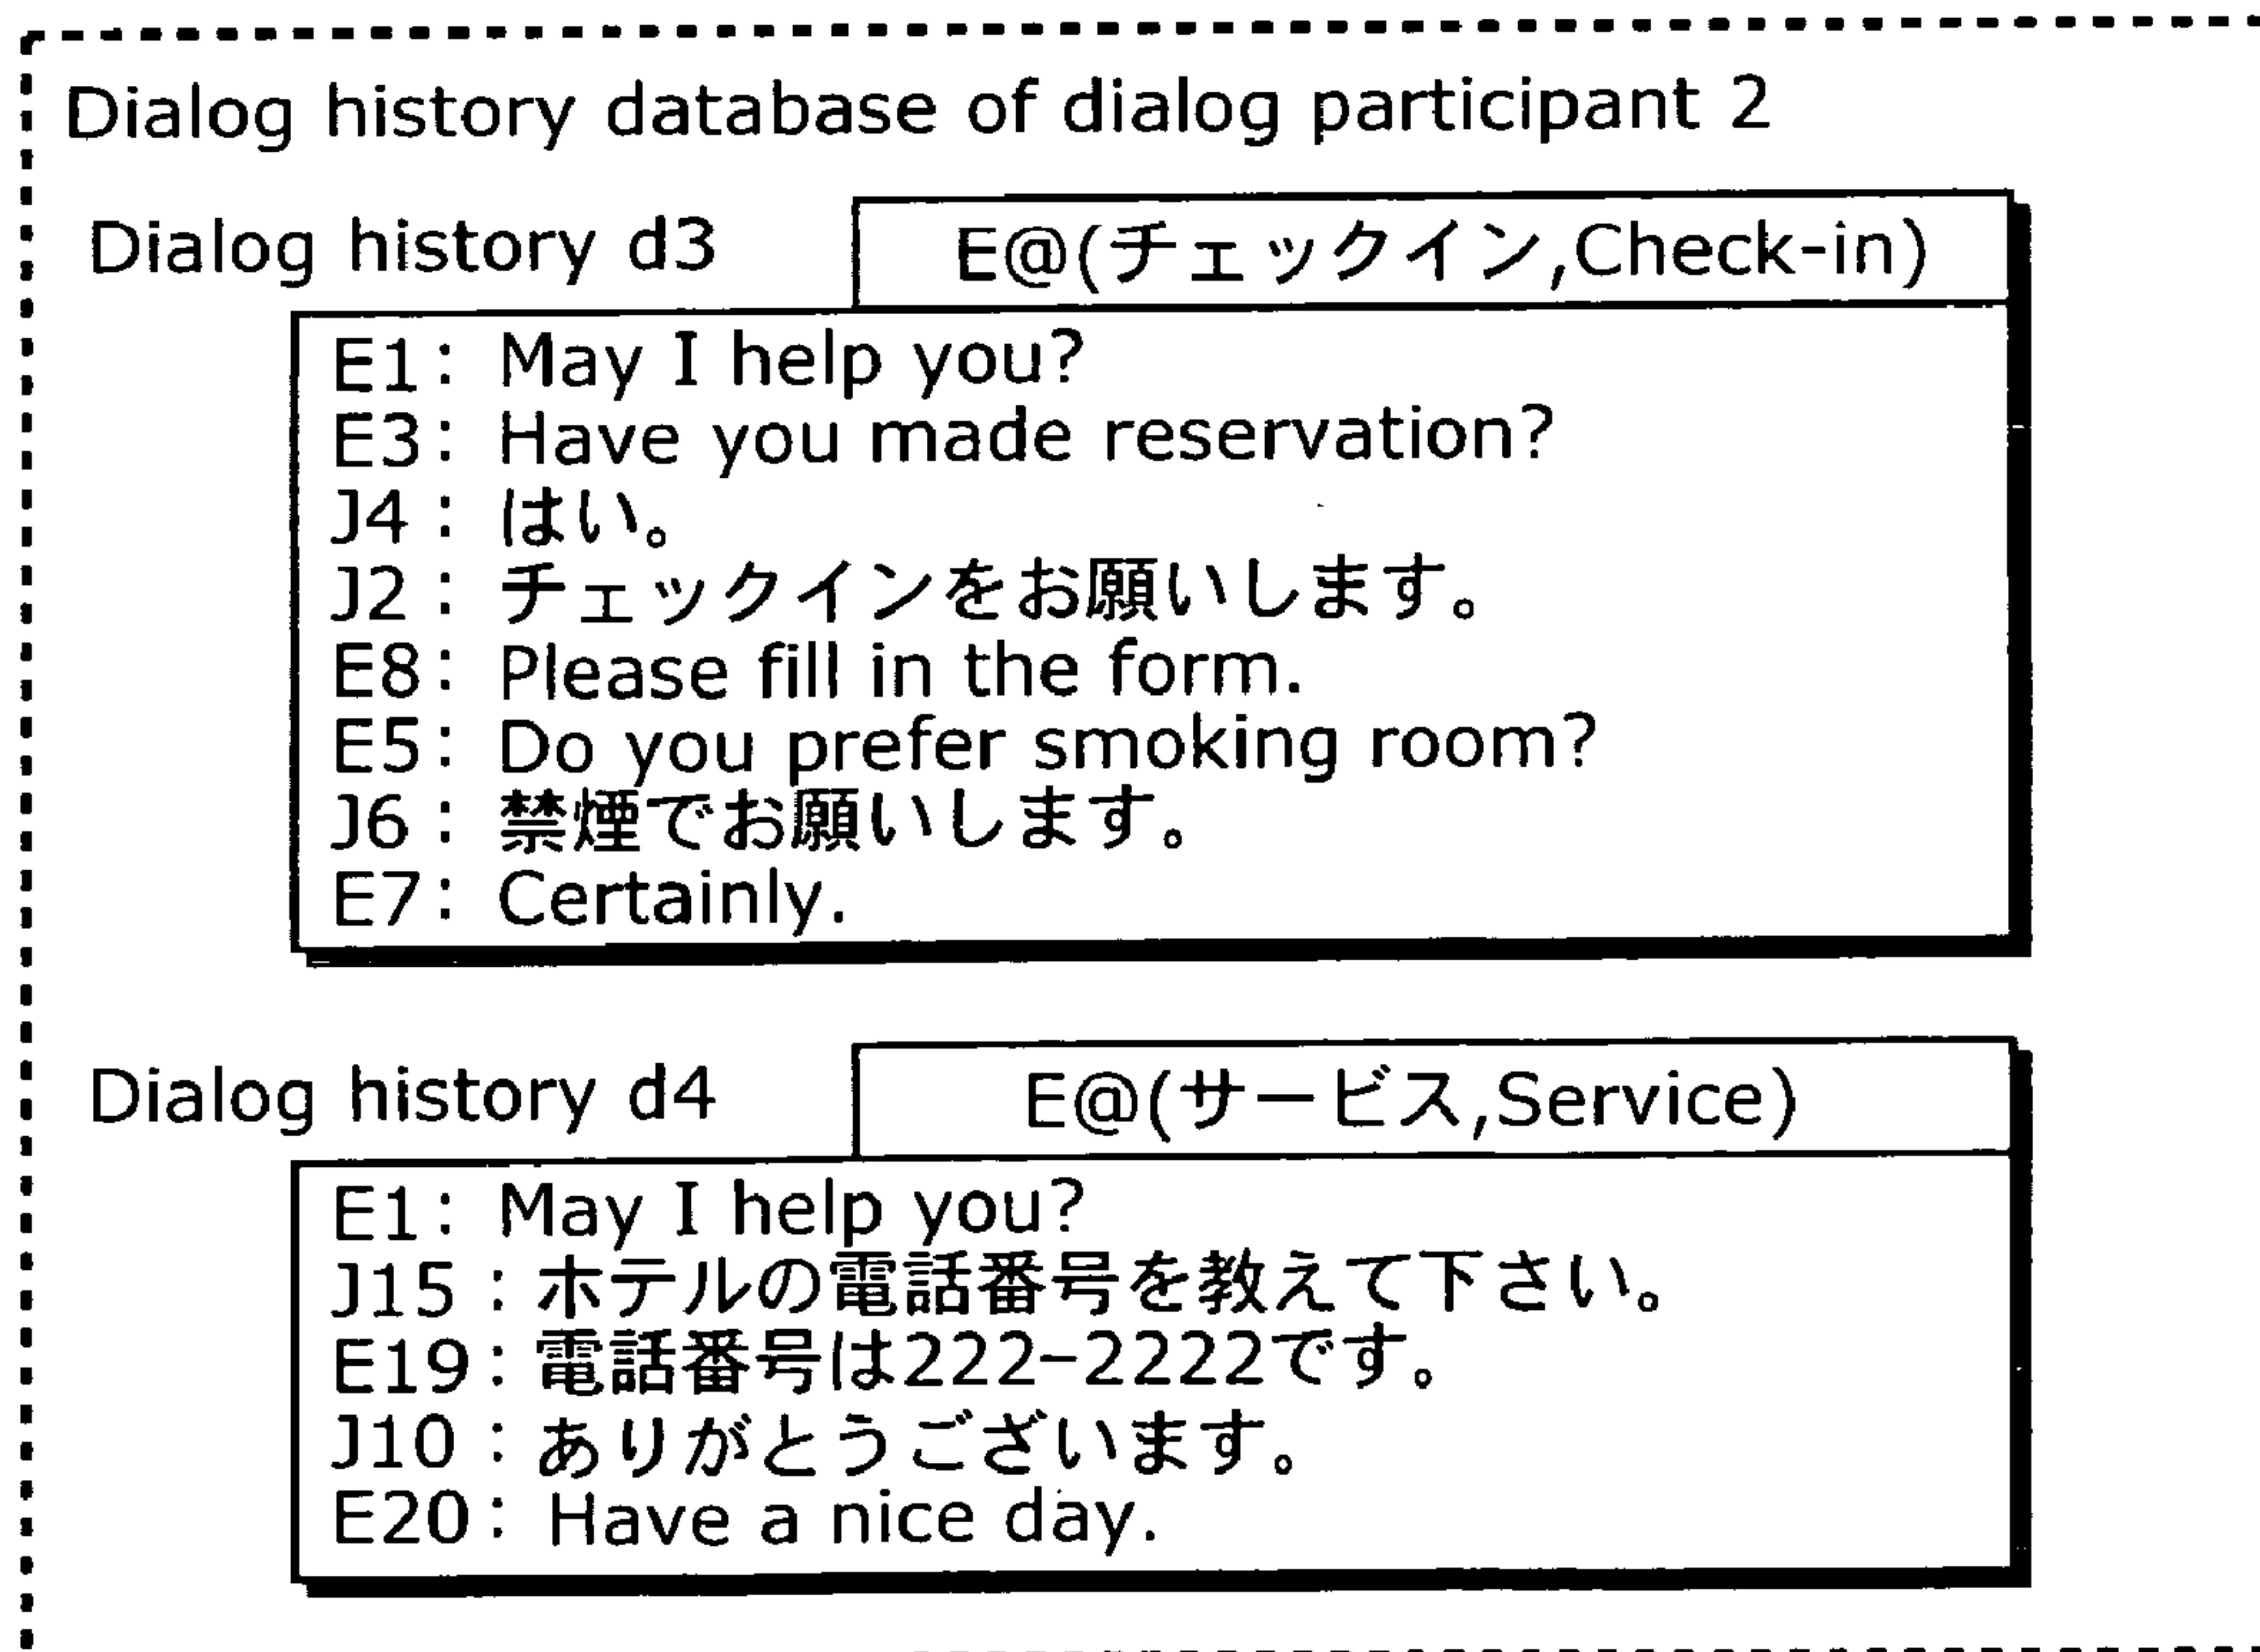 Dialog history database of dialog participant 2
Dialog history d3
E@(チェックイン,Check-in)
E1: May I help you?
E3: Have you made reservation?
J4: はい。
J2: チェックインをお願いします。
E8: Please fill in the form.
E5: Do you prefer smoking room?
J6: 禁煙でお願いします。
E7: Certainly.
Dialog history d4
E@(サービス,Service)
E1: May I help you?
J15:ホテルの電話番号を教えて下さい。
E19:電話番号は222-2222です。
J10:ありがとうございます。
E20: Have a nice day.